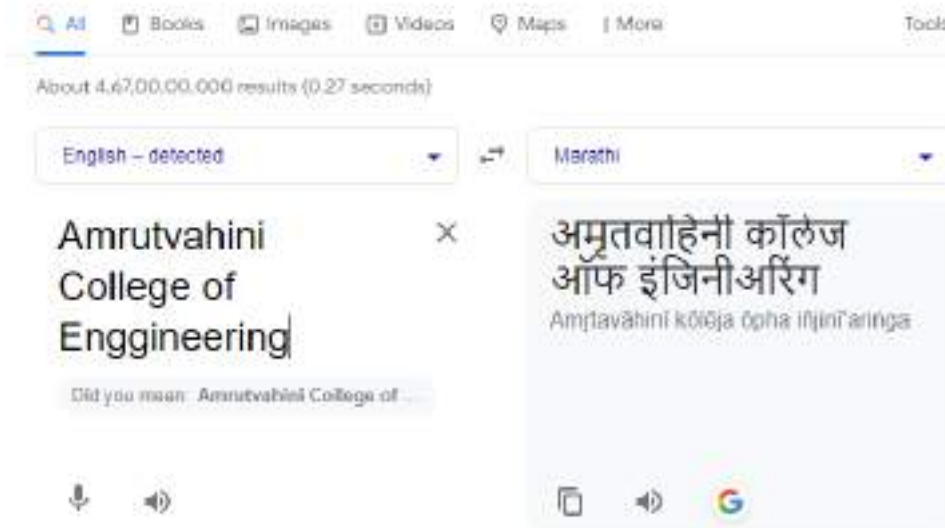 All Books Images Videos Maps More Tools
About 4,67,00,00,000 results (0.27 seconds)
English – detected Marathi
Amrutvahini
College of
Enggineering
Did you mean: Amrutvahini College of ...
अमृतवाहिनी कॉलेज
ऑफ इंजिनीअरिंग
Amr̥tavāhinī kŏlēja ŏpha in̄jinī'ariṅga